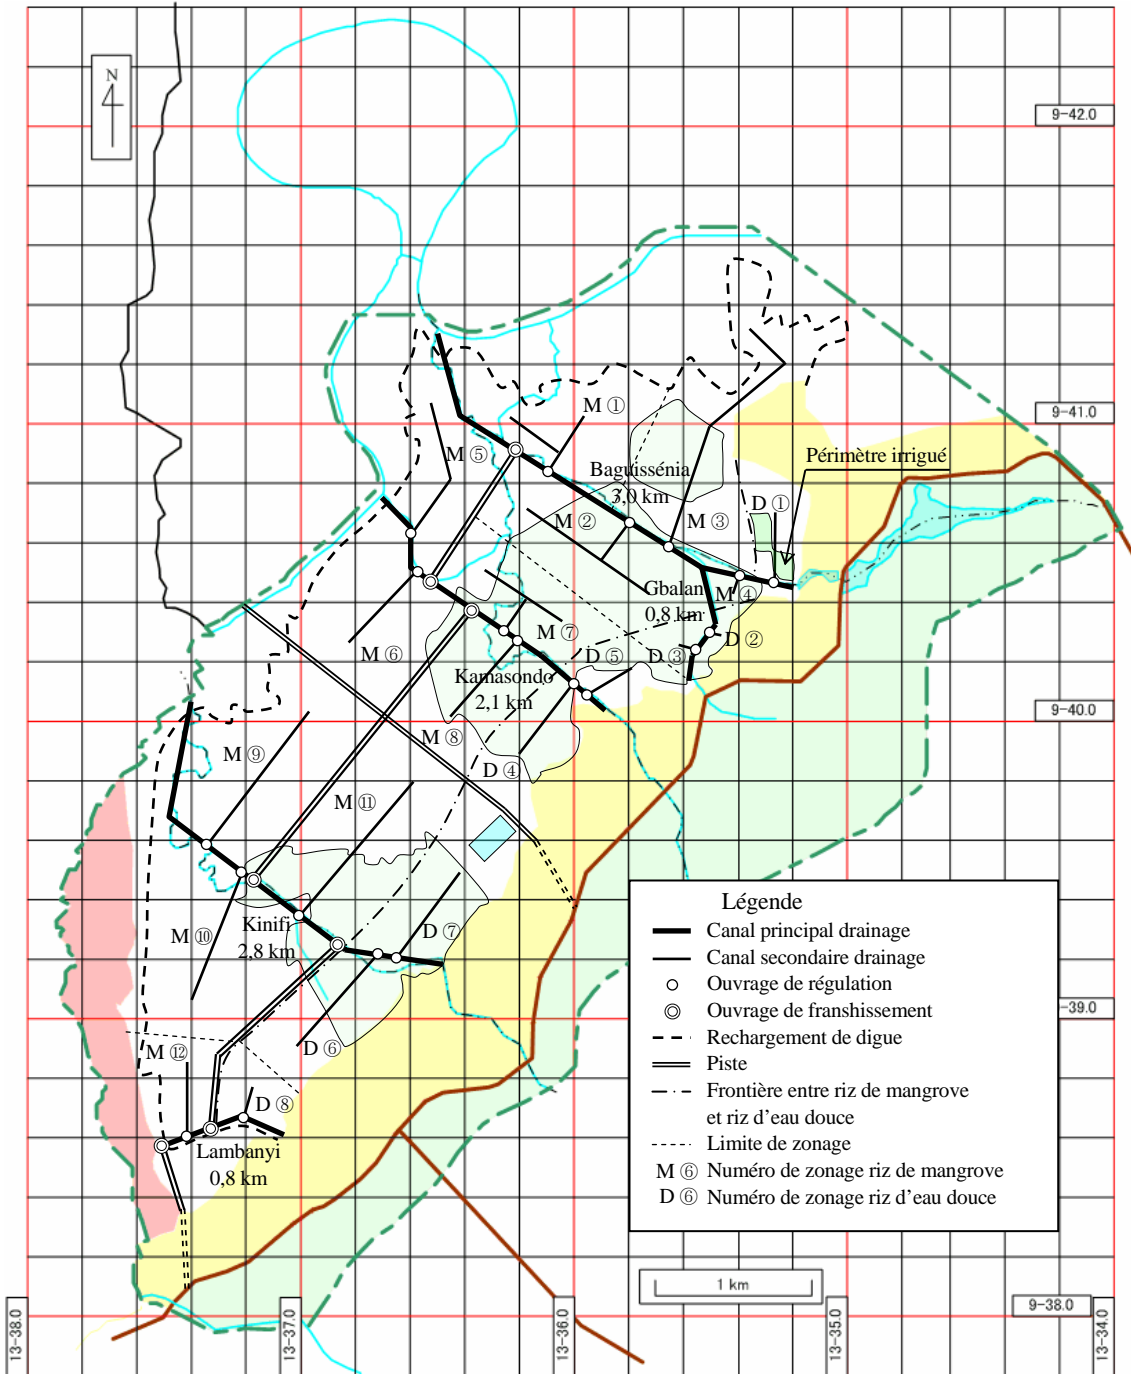 N
9-42.0
9-41.0
M ①
M ⑤
Périmètre irrigué
Baguissénia
3,0 km
D ①
M ②
M ③
Gbalan
0,8 km
M ④
M ⑦
D ②
M ⑥
D ⑤
D ③
Kamasondo
2,1 km
9-40.0
M ⑧
M ⑨
D ④
M ⑪
Kinifi
2,8 km
M ⑩
D ⑦
Légende
Canal principal drainage
Canal secondaire drainage
Ouvrage de régulation
Ouvrage de franshissement
Rechargement de digue
Piste
Frontière entre riz de mangrove
et riz d'eau douce
Limite de zonage
M ⑥ Numéro de zonage riz de mangrove
D ⑥ Numéro de zonage riz d'eau douce
-39.0
D ⑥
M ⑫
D ⑧
Lambanyi
0,8 km
1 km
9-38.0
13-38.0
13-37.0
13-36.0
13-35.0
13-34.0